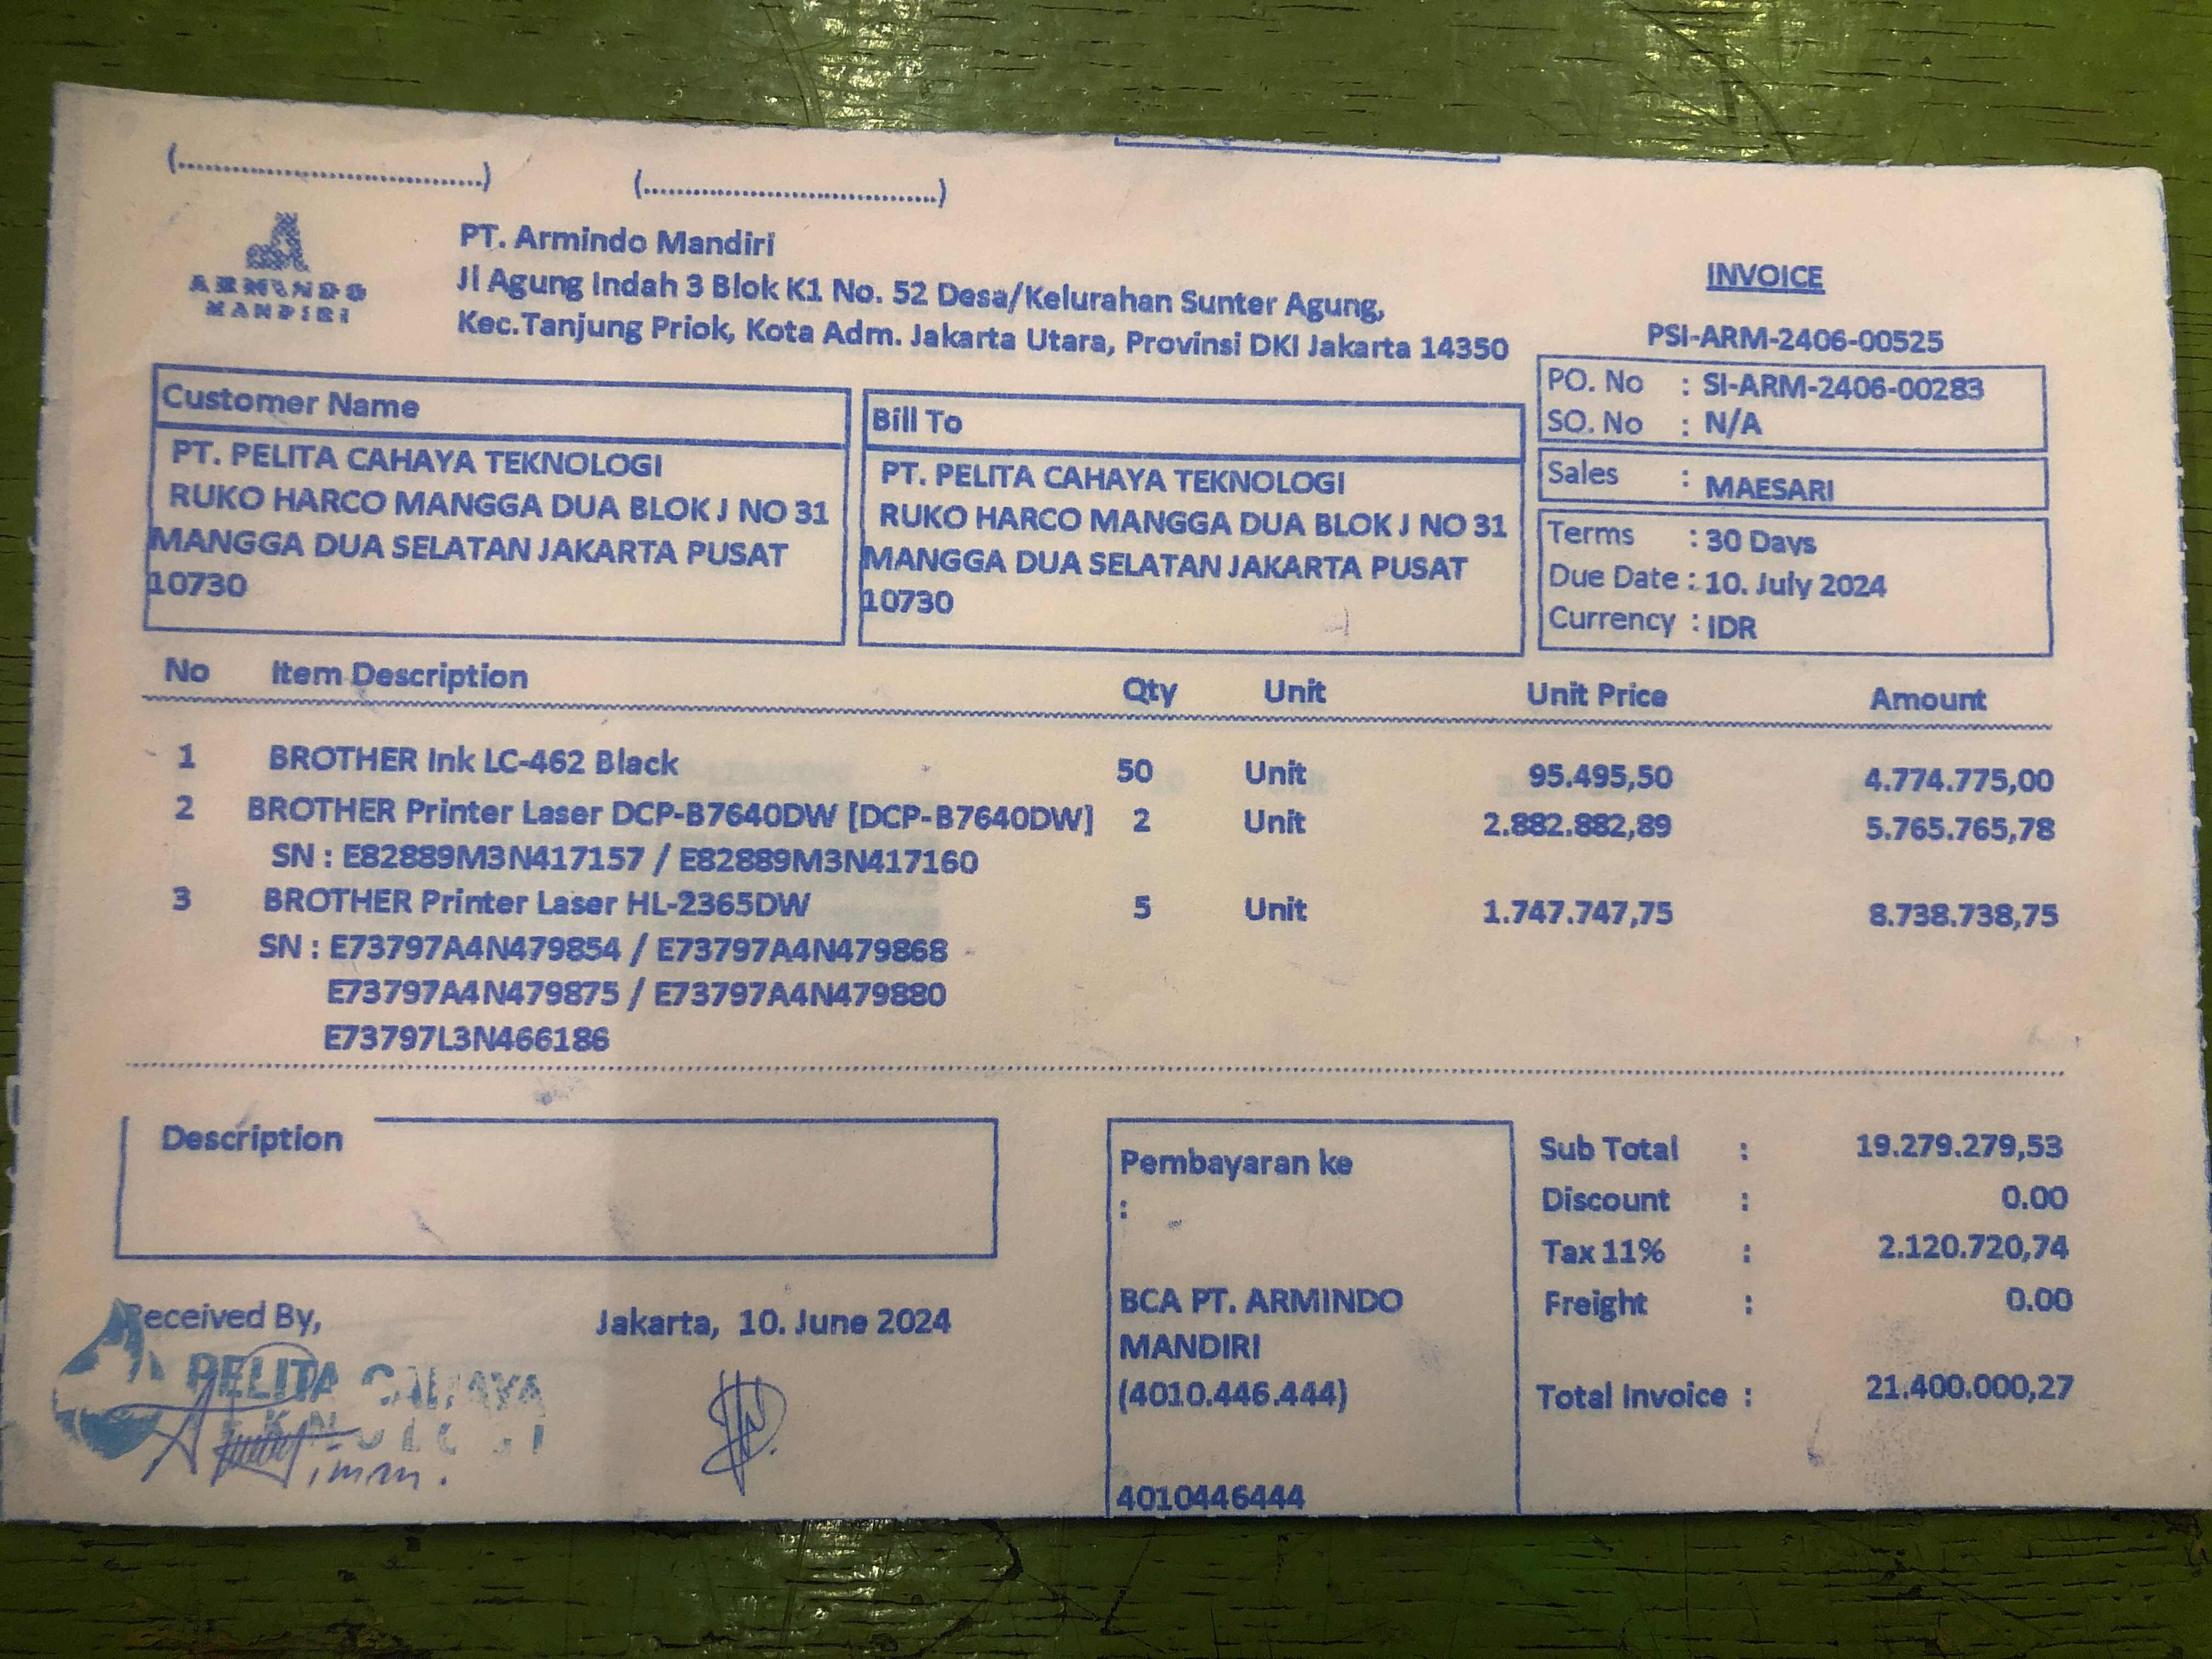 (................................)
(................................)
ARMINDO
MANDIRI
PT. Armindo Mandiri
Jl Agung Indah 3 Blok K1 No. 52 Desa/Kelurahan Sunter Agung,
Kec.Tanjung Priok, Kota Adm. Jakarta Utara, Provinsi DKI Jakarta 14350
INVOICE
PSI-ARM-2406-00525
PO. No : SI-ARM-2406-00283
SO. No : N/A
Sales : MAESARI
Terms : 30 Days
Due Date : 10. July 2024
Currency : IDR
Customer Name
PT. PELITA CAHAYA TEKNOLOGI
RUKO HARCO MANGGA DUA BLOK J NO 31
MANGGA DUA SELATAN JAKARTA PUSAT
10730
Bill To
PT. PELITA CAHAYA TEKNOLOGI
RUKO HARCO MANGGA DUA BLOK J NO 31
MANGGA DUA SELATAN JAKARTA PUSAT
10730
No Item Description Qty Unit Unit Price Amount
1 BROTHER Ink LC-462 Black 50 Unit 95.495,50 4.774.775,00
2 BROTHER Printer Laser DCP-B7640DW [DCP-B7640DW] 2 Unit 2.882.882,89 5.765.765,78
SN : E82889M3N417157 / E82889M3N417160
3 BROTHER Printer Laser HL-2365DW 5 Unit 1.747.747,75 8.738.738,75
SN : E73797A4N479854 / E73797A4N479868
E73797A4N479875 / E73797A4N479880
E73797L3N466186
Description
Pembayaran ke
:
BCA PT. ARMINDO
MANDIRI
(4010.446.444)
4010446444
Sub Total : 19.279.279,53
Discount : 0.00
Tax 11% : 2.120.720,74
Freight : 0.00
Total Invoice : 21.400.000,27
Received By,
Jakarta, 10. June 2024
PELITA CAHAYA
TEKNOLOGI